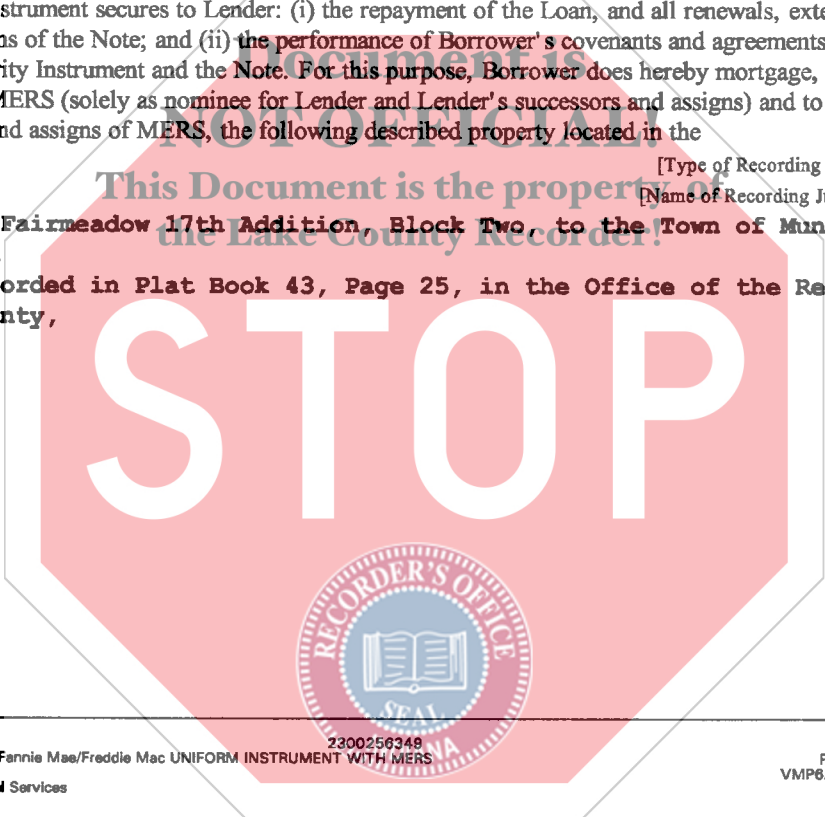 strument secures to Lender: (i) the repayment of the Loan, and all renewals, exte
ns of the Note; and (ii) the performance of Borrower's covenants and agreements
ity Instrument and the Note. For this purpose, Borrower does hereby mortgage,
MERS (solely as nominee for Lender and Lender's successors and assigns) and to
nd assigns of MERS, the following described property located in the
Document is
NOT OFFICIAL!
This Document is the property of
the Lake County Recorder!
[Type of Recording
[Name of Recording Ju
Fairmeadow 17th Addition, Block Two, to the Town of Mun
orded in Plat Book 43, Page 25, in the Office of the Re
nty,
STOP
RECORDER'S OFFICE
SEAL
INDIANA
2300256349
Fannie Mae/Freddie Mac UNIFORM INSTRUMENT WITH MERS
VMP6
Services